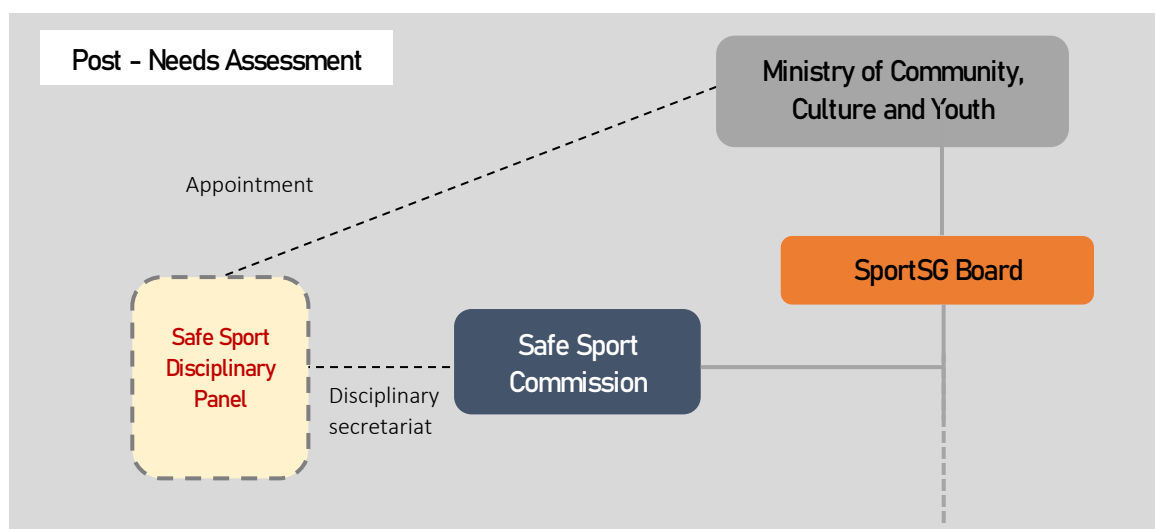 Post - Needs Assessment
Ministry of Community,
Culture and Youth
Appointment
SportSG Board
Safe Sport
Disciplinary
Panel
Disciplinary
secretariat
Safe Sport
Commission